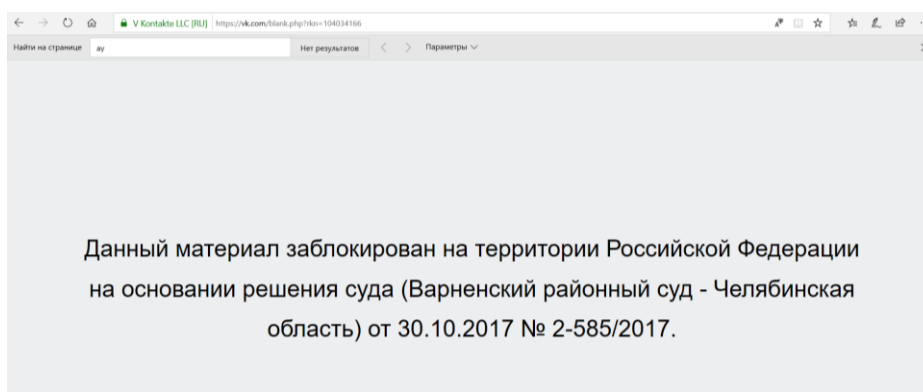 V Kontakte LLC [RU] https://vk.com/blank.php?rkn=104034166
Найти на странице ау Нет результатов Параметры
Данный материал заблокирован на территории Российской Федерации
на основании решения суда (Варненский районный суд - Челябинская
область) от 30.10.2017 № 2-585/2017.